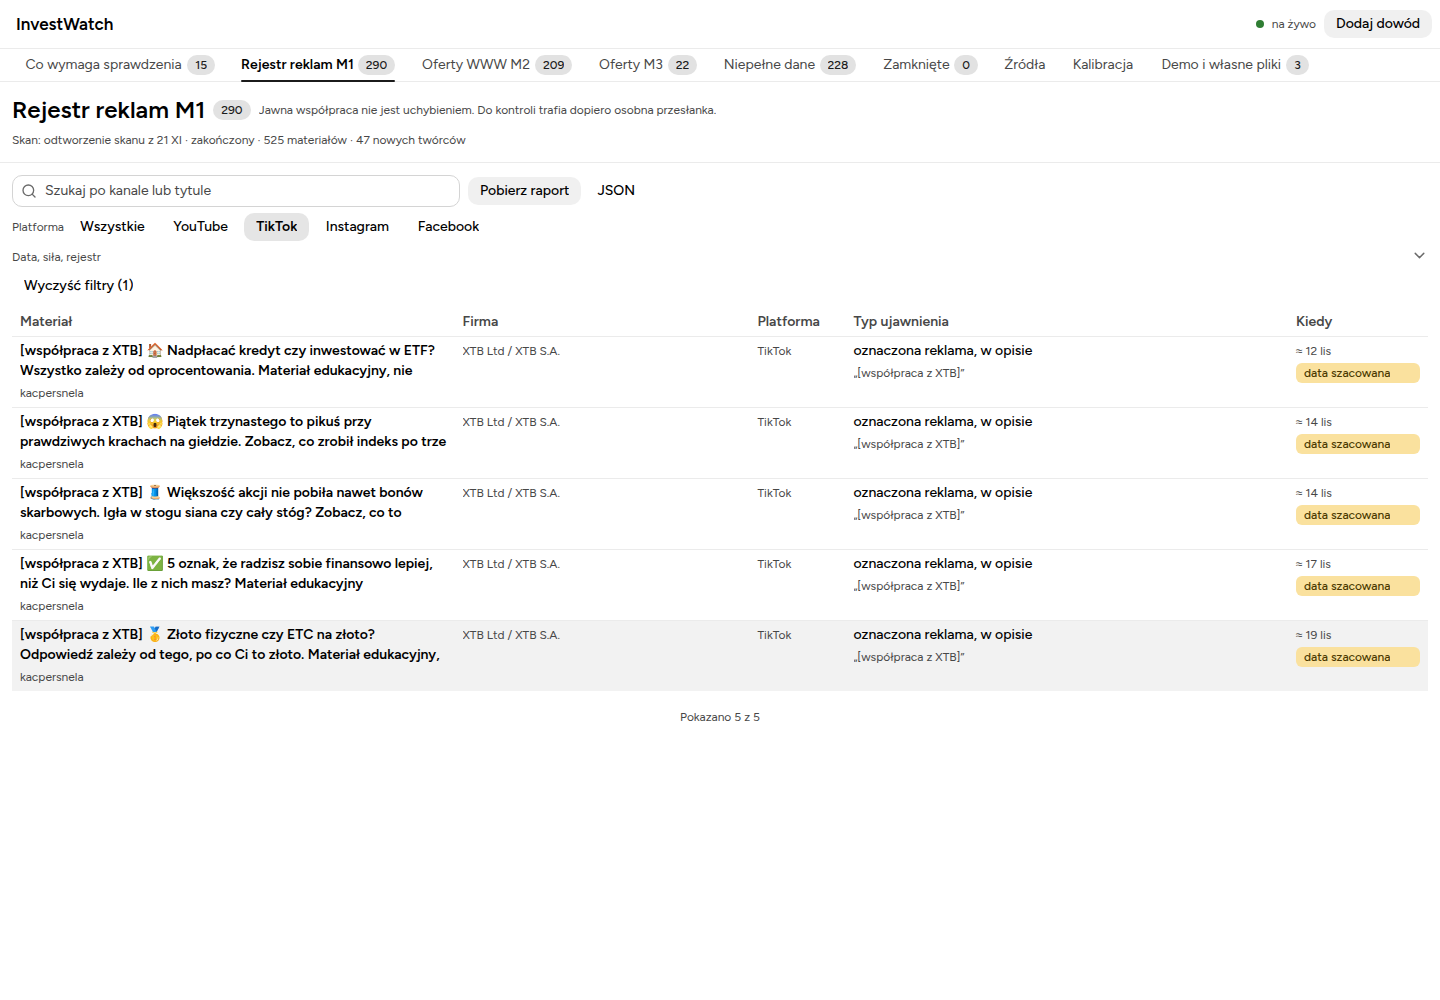 InvestWatch
na żywo
Dodaj dowód
Co wymaga sprawdzenia 15
Rejestr reklam M1 290
Oferty WWW M2 209
Oferty M3 22
Niepełne dane 228
Zamknięte 0
Źródła
Kalibracja
Demo i własne pliki 3
Rejestr reklam M1 290 Jawna współpraca nie jest uchybieniem. Do kontroli trafia dopiero osobna przesłanka.
Skan: odtworzenie skanu z 21 XI · zakończony · 525 materiałów · 47 nowych twórców
Szukaj po kanale lub tytule
Pobierz raport
JSON
Platforma Wszystkie YouTube TikTok Instagram Facebook
Data, siła, rejestr
Wyczyść filtry (1)
Materiał Firma Platforma Typ ujawnienia Kiedy
[współpraca z XTB] 🏠 Nadpłacać kredyt czy inwestować w ETF?
Wszystko zależy od oprocentowania. Materiał edukacyjny, nie
kacpersnela
XTB Ltd / XTB S.A.
TikTok
oznaczona reklama, w opisie
„[współpraca z XTB]”
≈ 12 lis
data szacowana
[współpraca z XTB] 😱 Piątek trzynastego to pikuś przy
prawdziwych krachach na giełdzie. Zobacz, co zrobił indeks po trze
kacpersnela
XTB Ltd / XTB S.A.
TikTok
oznaczona reklama, w opisie
„[współpraca z XTB]”
≈ 14 lis
data szacowana
[współpraca z XTB] 🧵 Większość akcji nie pobiła nawet bonów
skarbowych. Igła w stogu siana czy cały stóg? Zobacz, co to
kacpersnela
XTB Ltd / XTB S.A.
TikTok
oznaczona reklama, w opisie
„[współpraca z XTB]”
≈ 14 lis
data szacowana
[współpraca z XTB] ✅ 5 oznak, że radzisz sobie finansowo lepiej,
niż Ci się wydaje. Ile z nich masz? Materiał edukacyjny
kacpersnela
XTB Ltd / XTB S.A.
TikTok
oznaczona reklama, w opisie
„[współpraca z XTB]”
≈ 17 lis
data szacowana
[współpraca z XTB] 🥇 Złoto fizyczne czy ETC na złoto?
Odpowiedź zależy od tego, po co Ci to złoto. Materiał edukacyjny,
kacpersnela
XTB Ltd / XTB S.A.
TikTok
oznaczona reklama, w opisie
„[współpraca z XTB]”
≈ 19 lis
data szacowana
Pokazano 5 z 5